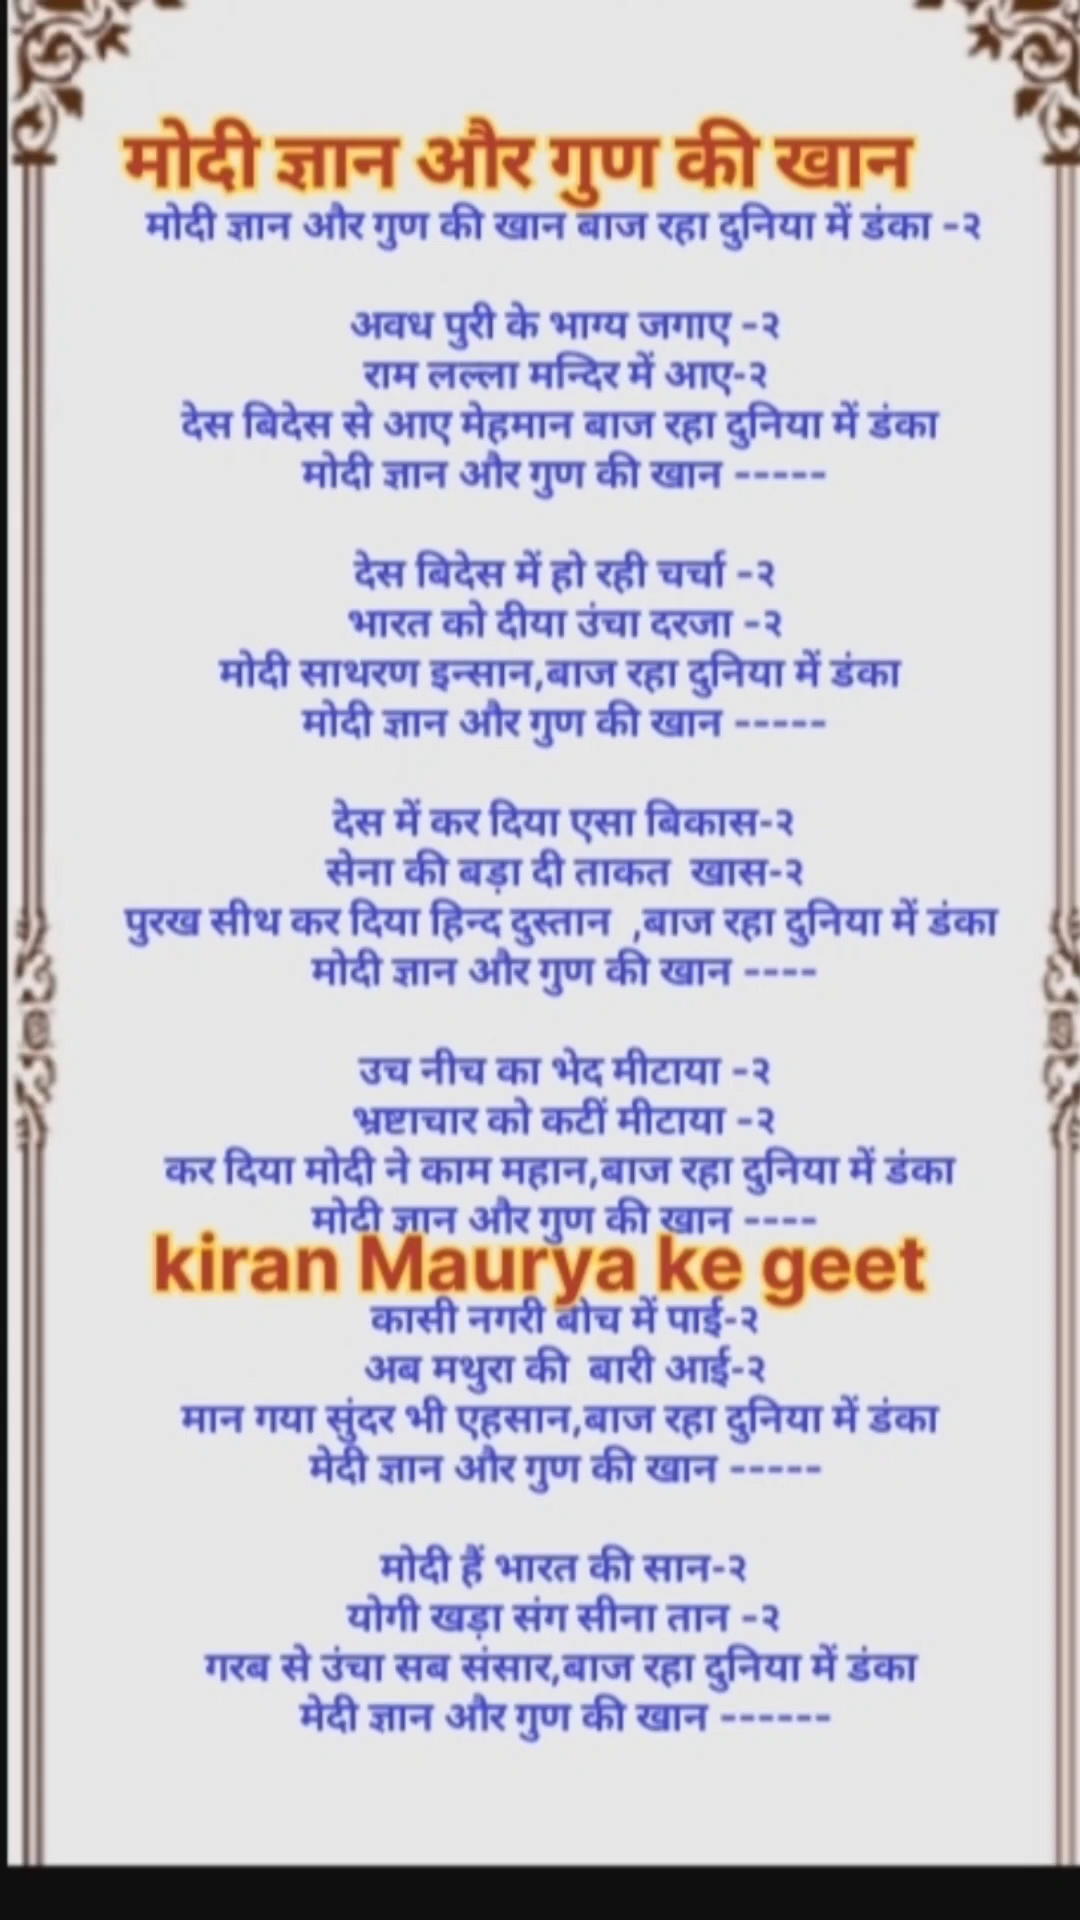 मोदी ज्ञान और गुण की खान
मोदी ज्ञान और गुण की खान बाज रहा दुनिया में डंका -२
अवध पुरी के भाग्य जगाए -२
राम लल्ला मन्दिर में आए-२
देस बिदेस से आए मेहमान बाज रहा दुनिया में डंका
मोदी ज्ञान और गुण की खान -----
देस बिदेस में हो रही चर्चा -२
भारत को दीया उंचा दरजा -२
मोदी साथरण इन्सान,बाज रहा दुनिया में डंका
मोदी ज्ञान और गुण की खान -----
देस में कर दिया एसा बिकास-२
सेना की बड़ा दी ताकत खास-२
पुरख सीथ कर दिया हिन्द दुस्तान ,बाज रहा दुनिया में डंका
मोदी ज्ञान और गुण की खान ----
उच नीच का भेद मीटाया -२
भ्रष्टाचार को कटीं मीटाया -२
कर दिया मोदी ने काम महान,बाज रहा दुनिया में डंका
मोदी ज्ञान और गुण की खान ----
kiran Maurya ke geet
कासी नगरी बोच में पाई-२
अब मथुरा की बारी आई-२
मान गया सुंदर भी एहसान,बाज रहा दुनिया में डंका
मेदी ज्ञान और गुण की खान -----
मोदी हैं भारत की सान-२
योगी खड़ा संग सीना तान -२
गरब से उंचा सब संसार,बाज रहा दुनिया में डंका
मेदी ज्ञान और गुण की खान ------